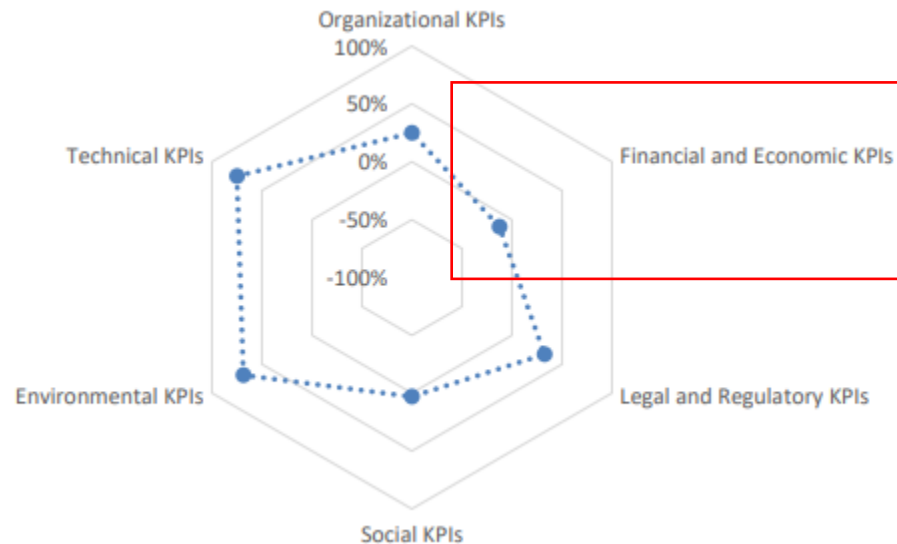 Organizational KPIs
100%
50%
Technical KPIs
Financial and Economic KPIs
0%
-50%
-100%
Environmental KPIs
Legal and Regulatory KPIs
Social KPIs